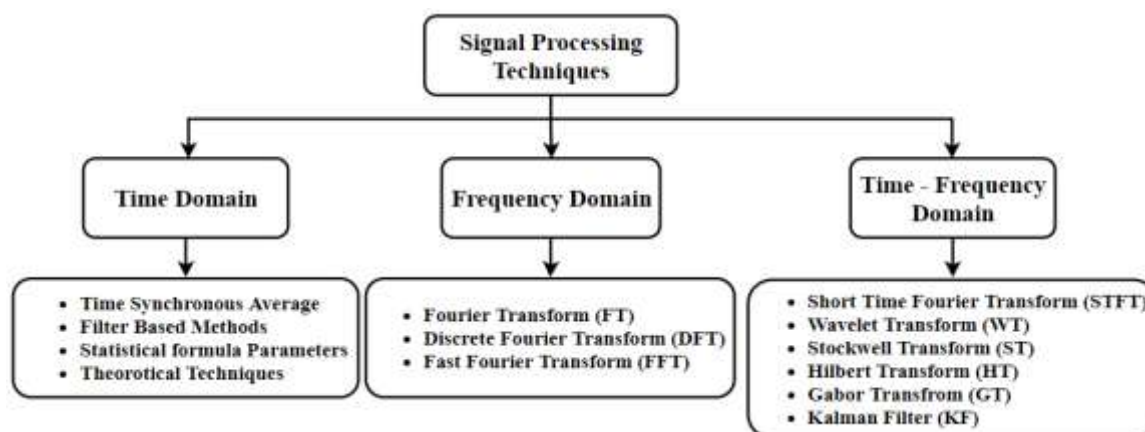 Signal Processing
Techniques
Time Domain
Frequency Domain
Time - Frequency
Domain
• Time Synchronous Average
• Filter Based Methods
• Statistical formula Parameters
• Theorotical Techniques
• Fourier Transform (FT)
• Discrete Fourier Transform (DFT)
• Fast Fourier Transform (FFT)
• Short Time Fourier Transform (STFT)
• Wavelet Transform (WT)
• Stockwell Transform (ST)
• Hilbert Transform (HT)
• Gabor Transfrom (GT)
• Kalman Filter (KF)